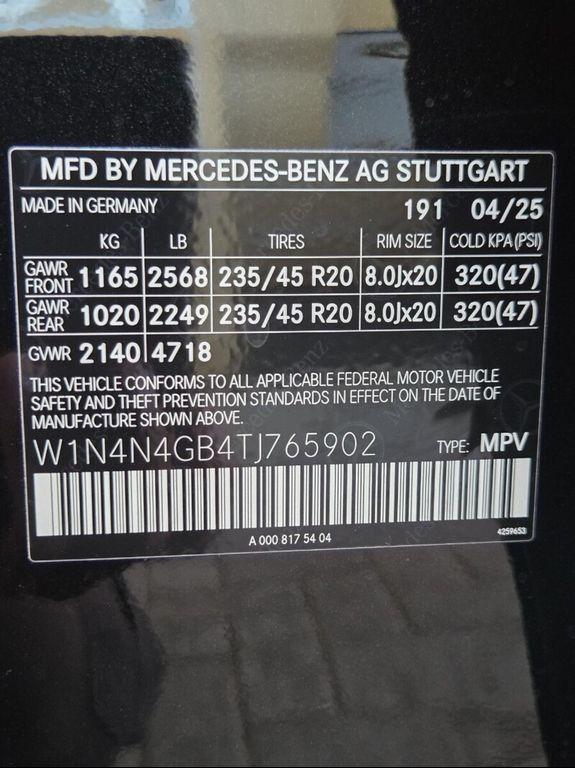 MFD BY MERCEDES-BENZ AG STUTTGART
MADE IN GERMANY 191 04/25
KG LB TIRES RIM SIZE COLD KPA(PSI)
GAWR FRONT 1165 2568 235/45 R20 8.0Jx20 320(47)
GAWR REAR 1020 2249 235/45 R20 8.0Jx20 320(47)
GVWR 2140 4718
THIS VEHICLE CONFORMS TO ALL APPLICABLE FEDERAL MOTOR VEHICLE
SAFETY AND THEFT PREVENTION STANDARDS IN EFFECT ON THE DATE OF
MANUFACTURE SHOWN ABOVE.
W1N4N4GB4TJ765902 TYPE: MPV
A 000 817 54 04 4259653